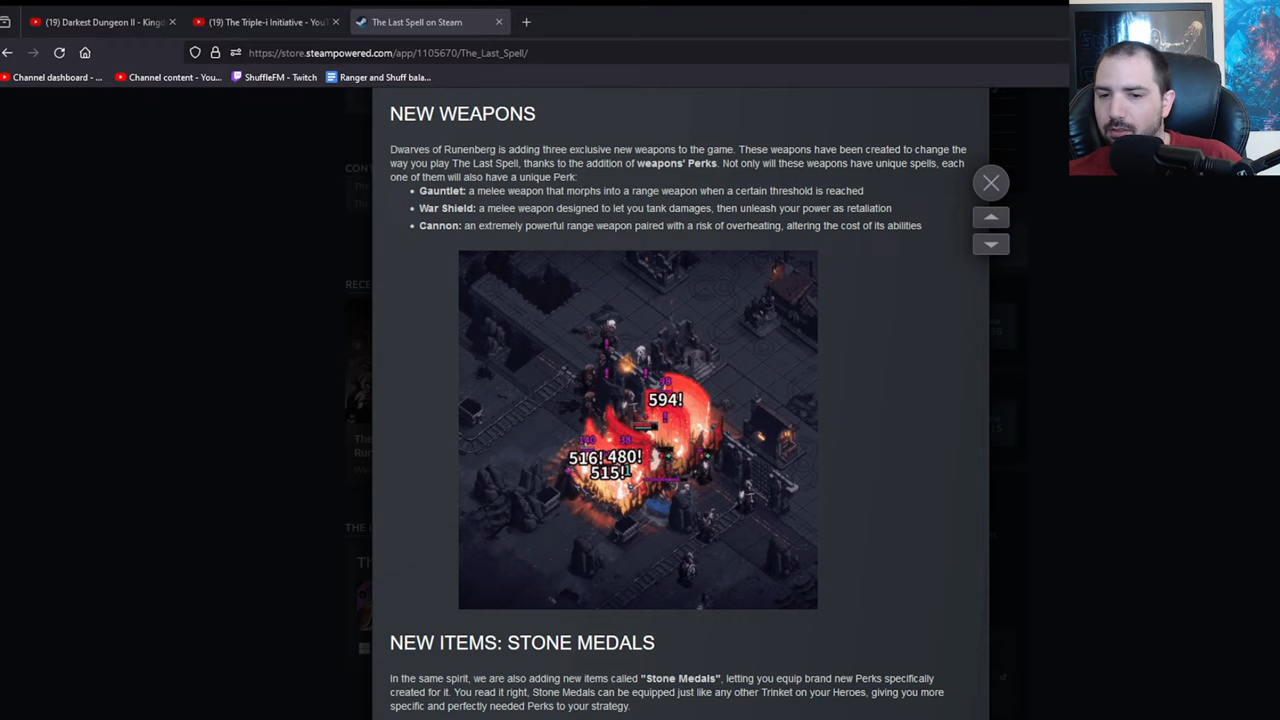 (19) Darkest Dungeon II - Kingd
(19) The Triple-i Initiative - YouT
The Last Spell on Steam
https://store.steampowered.com/app/1105670/The_Last_Spell/
Channel dashboard - ...
Channel content - You...
ShuffleFM - Twitch
Ranger and Shuff bala...
NEW WEAPONS
Dwarves of Runenberg is adding three exclusive new weapons to the game. These weapons have been created to change the
way you play The Last Spell, thanks to the addition of weapons' Perks. Not only will these weapons have unique spells, each
one of them will also have a unique Perk:
• Gauntlet: a melee weapon that morphs into a range weapon when a certain threshold is reached
• War Shield: a melee weapon designed to let you tank damages, then unleash your power as retaliation
• Cannon: an extremely powerful range weapon paired with a risk of overheating, altering the cost of its abilities
CONT
RECE
98
594!
140
38
516!
480!
515!
THE
NEW ITEMS: STONE MEDALS
In the same spirit, we are also adding new items called "Stone Medals", letting you equip brand new Perks specifically
created for it. You read it right, Stone Medals can be equipped just like any other Trinket on your Heroes, giving you more
specific and perfectly needed Perks to your strategy.